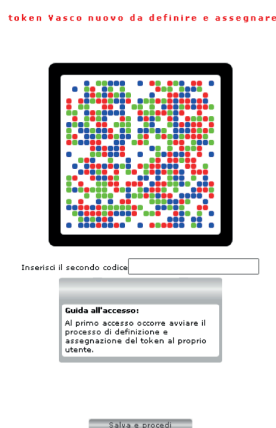 token Vasco nuovo da definire e assegnare
Inserisci il secondo codice
Guida all'accesso:
Al primo accesso occorre avviare il
processo di definizione e
assegnazione del token al proprio
utente.
Salva e procedi